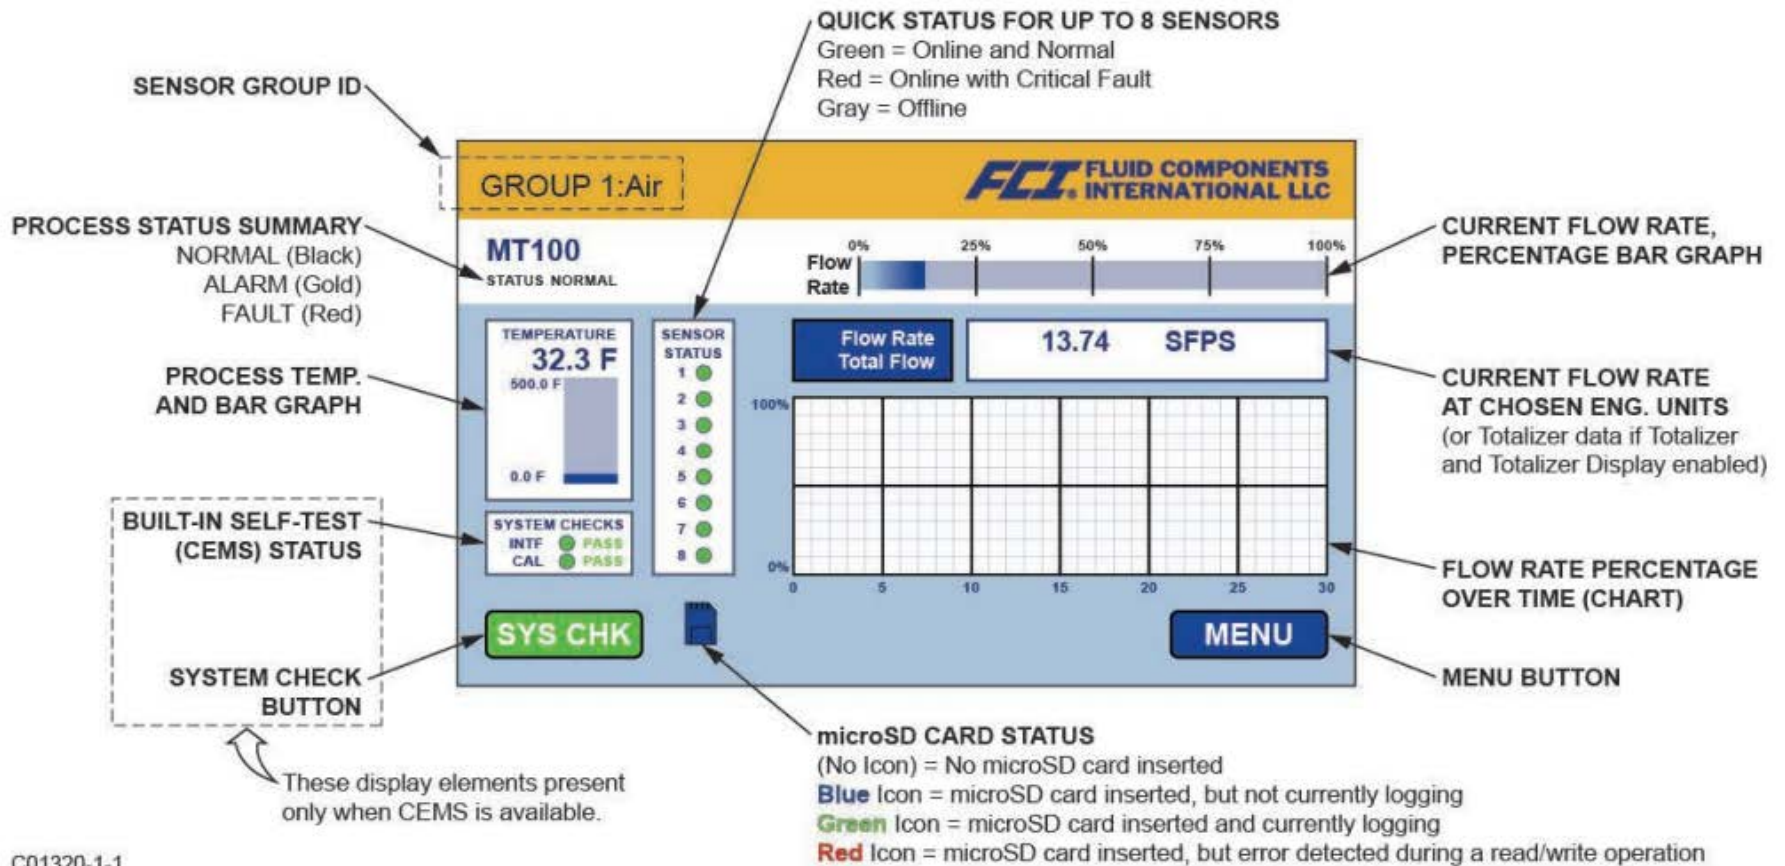 QUICK STATUS FOR UP TO 8 SENSORS
Green = Online and Normal
Red = Online with Critical Fault
Gray = Offline
SENSOR GROUP ID
GROUP 1:Air
FCI® FLUID COMPONENTS
INTERNATIONAL LLC
PROCESS STATUS SUMMARY
NORMAL (Black)
ALARM (Gold)
FAULT (Red)
MT100
STATUS NORMAL
Flow
Rate
0% 25% 50% 75% 100%
CURRENT FLOW RATE,
PERCENTAGE BAR GRAPH
PROCESS TEMP.
AND BAR GRAPH
TEMPERATURE
32.3 F
500.0 F
0.0 F
SENSOR
STATUS
1
2
3
4
5
6
7
8
Flow Rate
Total Flow
13.74 SFPS
CURRENT FLOW RATE
AT CHOSEN ENG. UNITS
(or Totalizer data if Totalizer
and Totalizer Display enabled)
100%
0%
0 5 10 15 20 25 30
BUILT-IN SELF-TEST
(CEMS) STATUS
SYSTEM CHECKS
INTF PASS
CAL PASS
FLOW RATE PERCENTAGE
OVER TIME (CHART)
SYS CHK
MENU
SYSTEM CHECK
BUTTON
MENU BUTTON
These display elements present
only when CEMS is available.
microSD CARD STATUS
(No Icon) = No microSD card inserted
Blue Icon = microSD card inserted, but not currently logging
Green Icon = microSD card inserted and currently logging
Red Icon = microSD card inserted, but error detected during a read/write operation
C01320-1-1